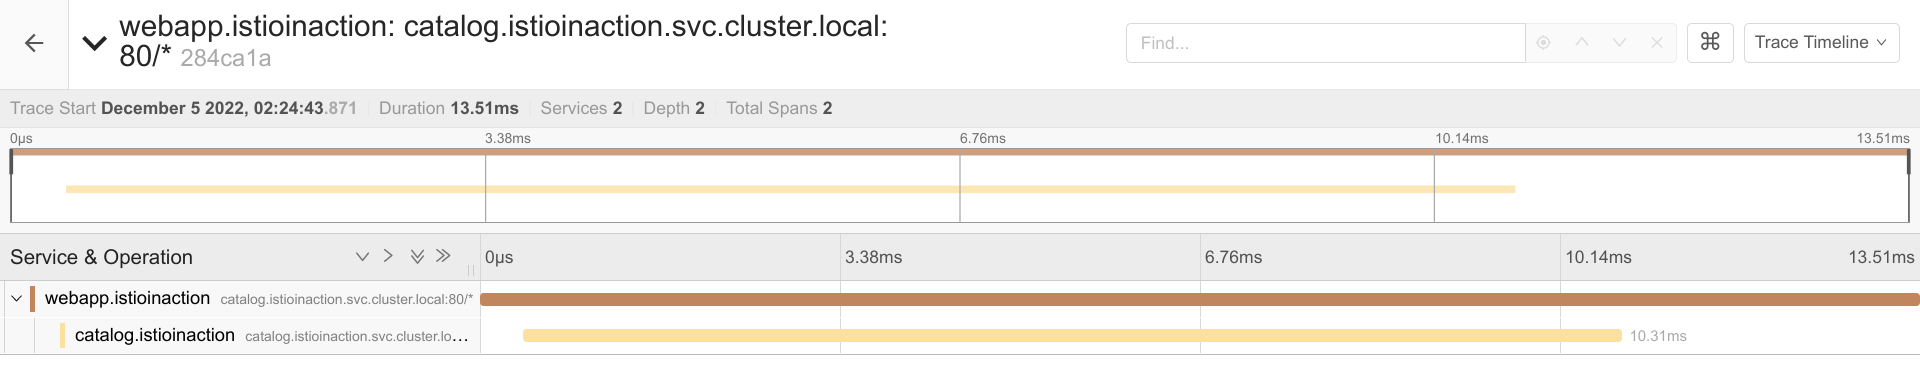 webapp.istioinaction: catalog.istioinaction.svc.cluster.local:
80/* 284ca1a
Find...
⌘
Trace Timeline
Trace Start December 5 2022, 02:24:43.871 Duration 13.51ms Services 2 Depth 2 Total Spans 2
0μs 3.38ms 6.76ms 10.14ms 13.51ms
Service & Operation 0μs 3.38ms 6.76ms 10.14ms 13.51ms
webapp.istioinaction catalog.istioinaction.svc.cluster.local:80/*
catalog.istioinaction catalog.istioinaction.svc.cluster.lo… 10.31ms